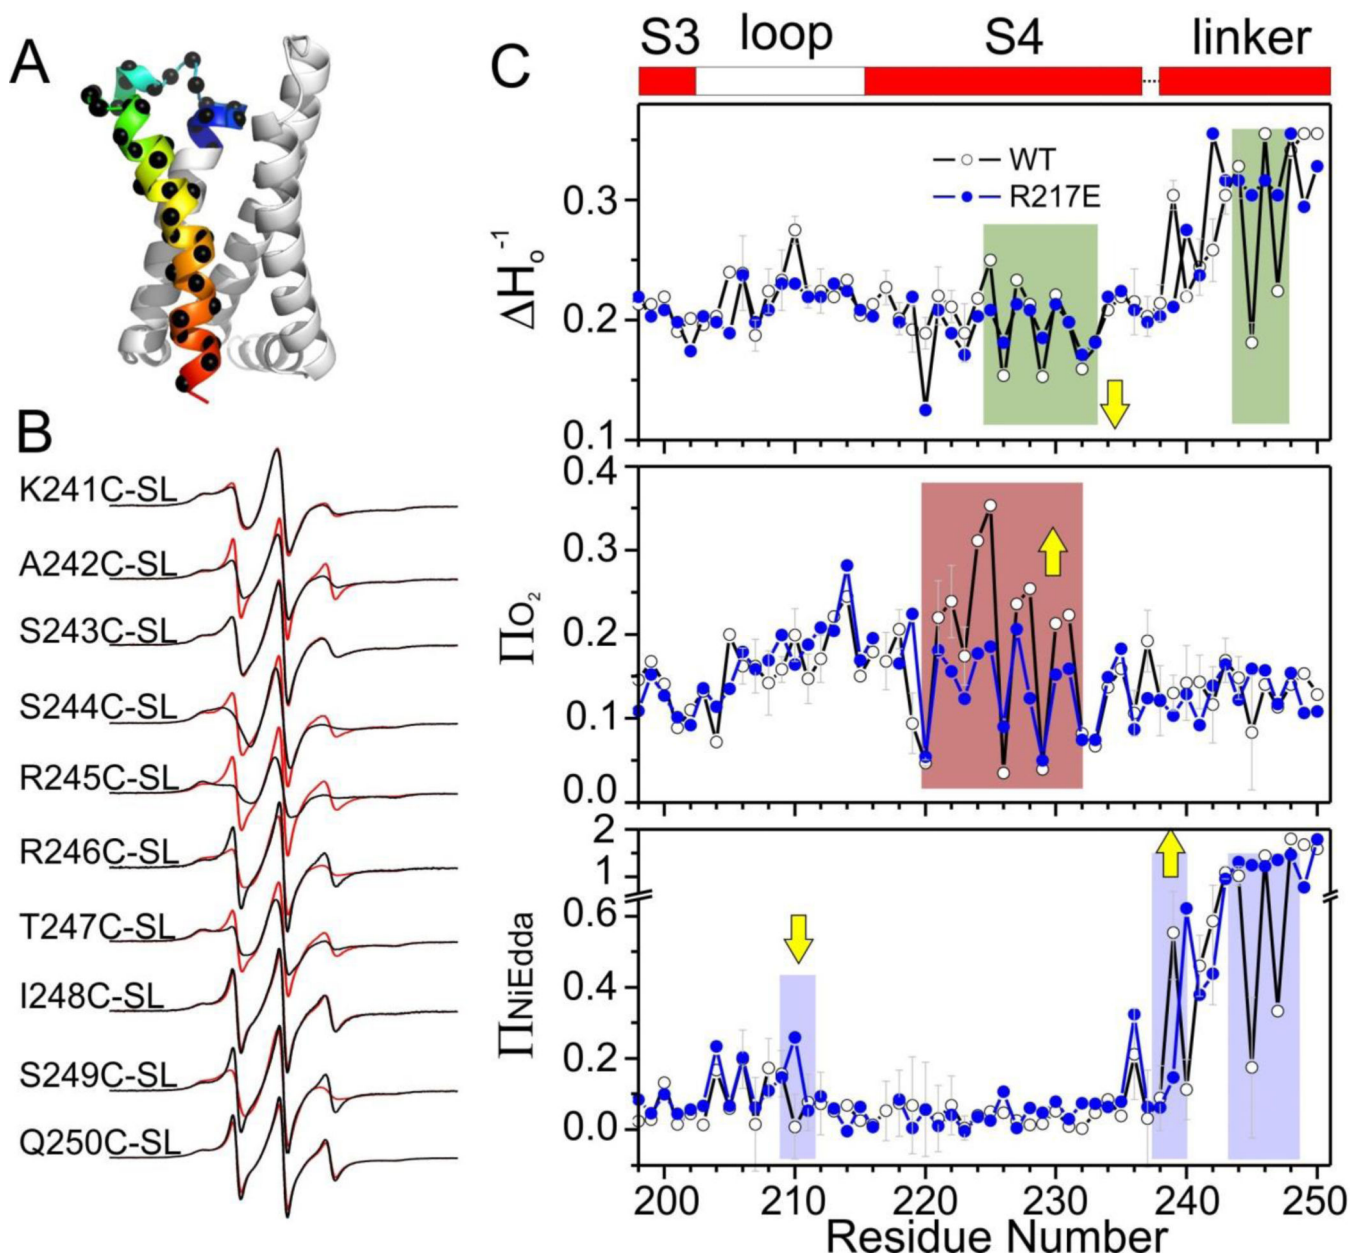 A
B
K241C-SL
A242C-SL
S243C-SL
S244C-SL
R245C-SL
R246C-SL
T247C-SL
I248C-SL
S249C-SL
Q250C-SL
C
S3 loop S4 linker
WT
R217E
ΔHo-1
0.3
0.2
0.1
ΠO2
0.4
0.3
0.2
0.1
0.0
ΠNiEdda
2
1
0.6
0.4
0.2
0.0
200 210 220 230 240 250
Residue Number